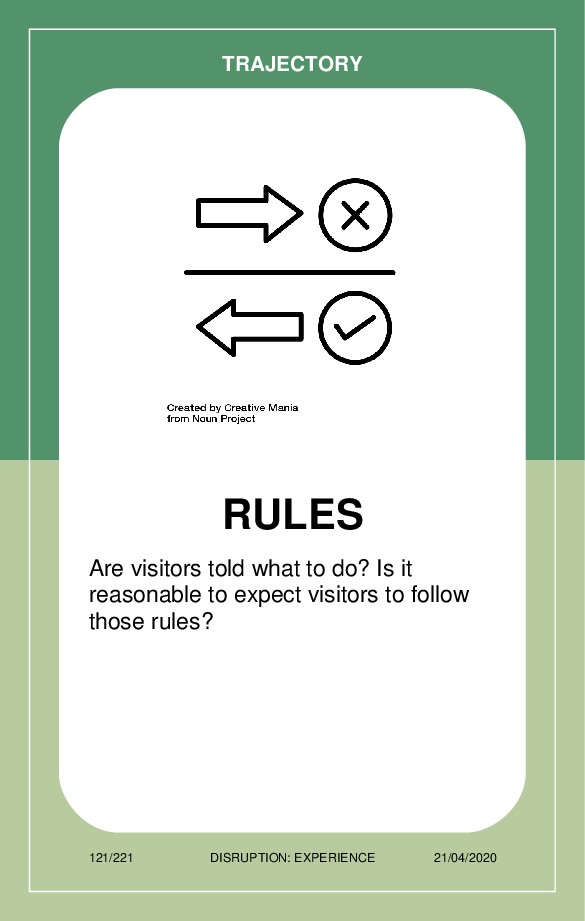 TRAJECTORY
Created by Creative Mania
from Noun Project
RULES
Are visitors told what to do? Is it
reasonable to expect visitors to follow
those rules?
121/221 DISRUPTION: EXPERIENCE 21/04/2020